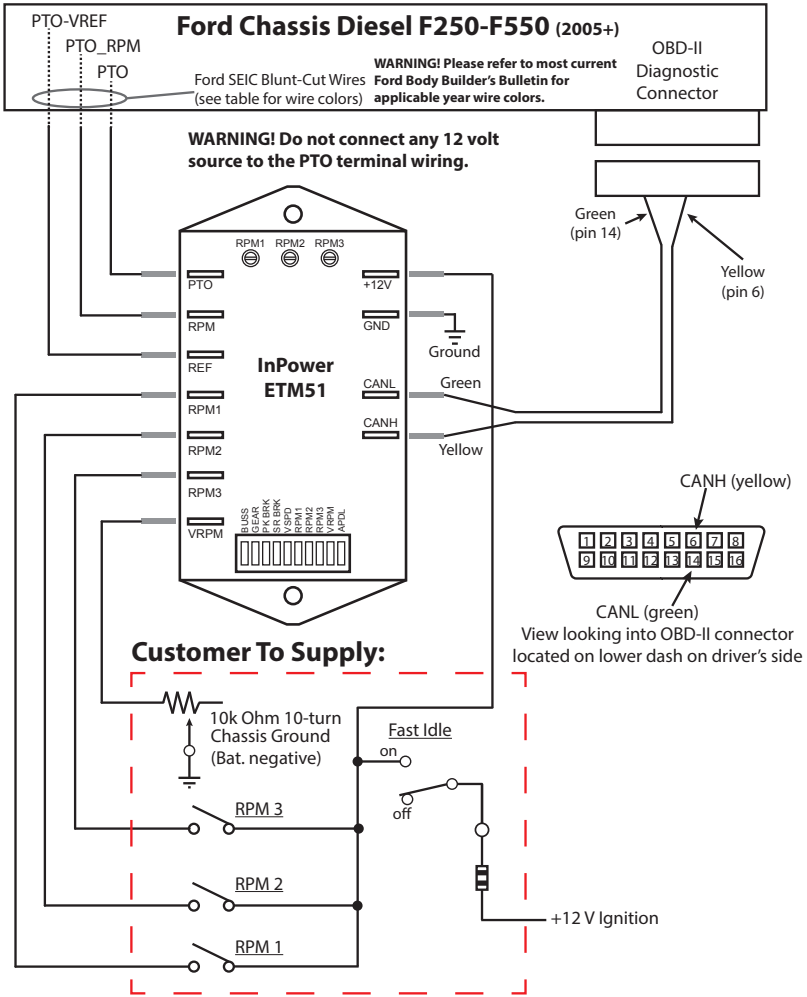 Ford Chassis Diesel F250-F550 (2005+)
PTO-VREF
PTO_RPM
PTO
Ford SEIC Blunt-Cut Wires
(see table for wire colors)
WARNING! Please refer to most current
Ford Body Builder's Bulletin for
applicable year wire colors.
OBD-II
Diagnostic
Connector
WARNING! Do not connect any 12 volt
source to the PTO terminal wiring.
Green
(pin 14)
Yellow
(pin 6)
RPM1 RPM2 RPM3
PTO
RPM
REF
RPM1
RPM2
RPM3
VRPM
+12V
GND
CANL
CANH
InPower
ETM51
Ground
Green
Yellow
BUSS
GEAR
PK BRK
SR BRK
VSPD
RPM1
RPM2
RPM3
VRPM
APDL
CANH (yellow)
1 2 3 4 5 6 7 8
9 10 11 12 13 14 15 16
CANL (green)
View looking into OBD-II connector
located on lower dash on driver's side
Customer To Supply:
10k Ohm 10-turn
Chassis Ground
(Bat. negative)
Fast Idle
on
off
RPM 3
RPM 2
RPM 1
+12 V Ignition